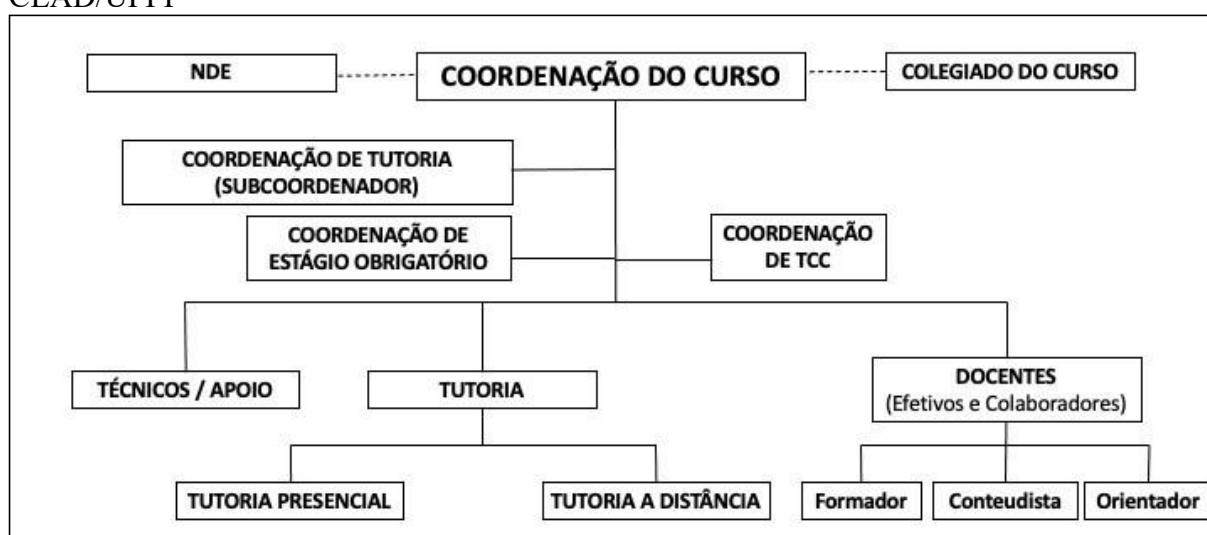 NDE
COORDENAÇÃO DO CURSO
COLEGIADO DO CURSO
COORDENAÇÃO DE TUTORIA
(SUBCOORDENADOR)
COORDENAÇÃO DE
ESTÁGIO OBRIGATÓRIO
COORDENAÇÃO
DE TCC
TÉCNICOS / APOIO
TUTORIA
DOCENTES
(Efetivos e Colaboradores)
TUTORIA PRESENCIAL
TUTORIA A DISTÂNCIA
Formador
Conteudista
Orientador